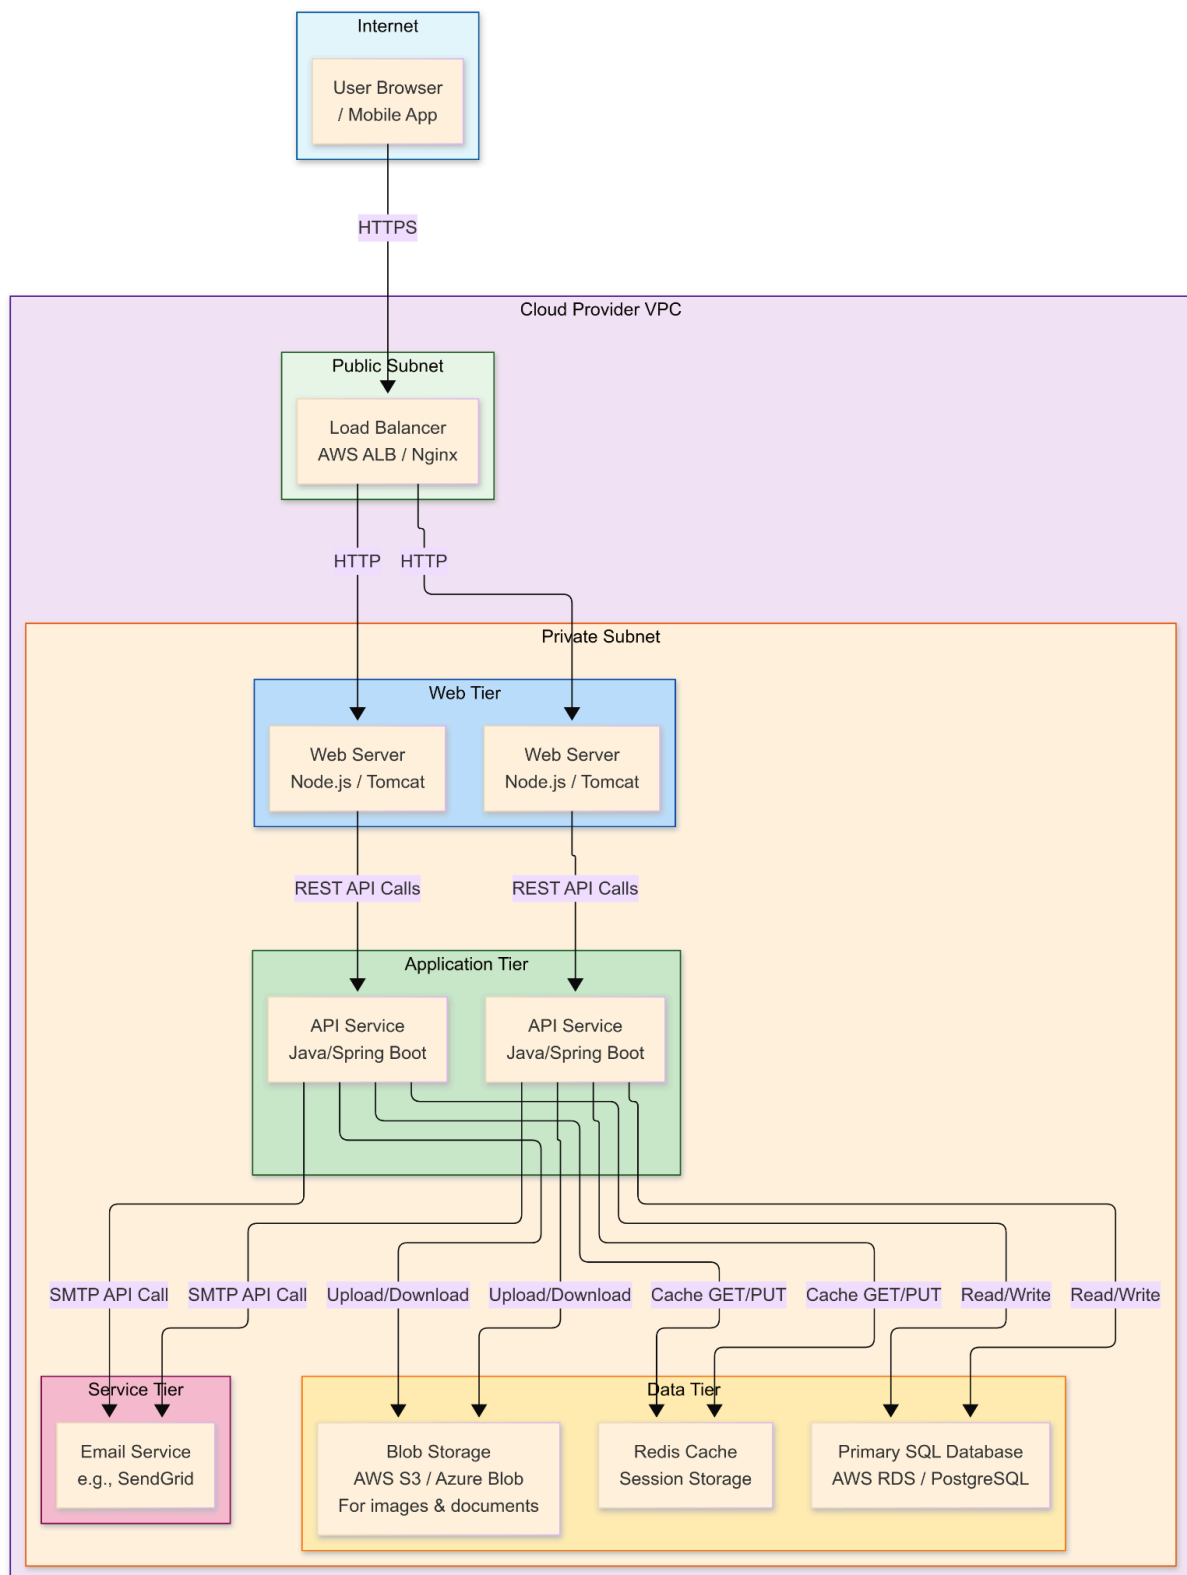 Internet
User Browser
/ Mobile App
HTTPS
Cloud Provider VPC
Public Subnet
Load Balancer
AWS ALB / Nginx
HTTP
HTTP
Private Subnet
Web Tier
Web Server
Node.js / Tomcat
Web Server
Node.js / Tomcat
REST API Calls
REST API Calls
Application Tier
API Service
Java/Spring Boot
API Service
Java/Spring Boot
SMTP API Call
SMTP API Call
Upload/Download
Upload/Download
Cache GET/PUT
Cache GET/PUT
Read/Write
Read/Write
Service Tier
Email Service
e.g., SendGrid
Data Tier
Blob Storage
AWS S3 / Azure Blob
For images & documents
Redis Cache
Session Storage
Primary SQL Database
AWS RDS / PostgreSQL